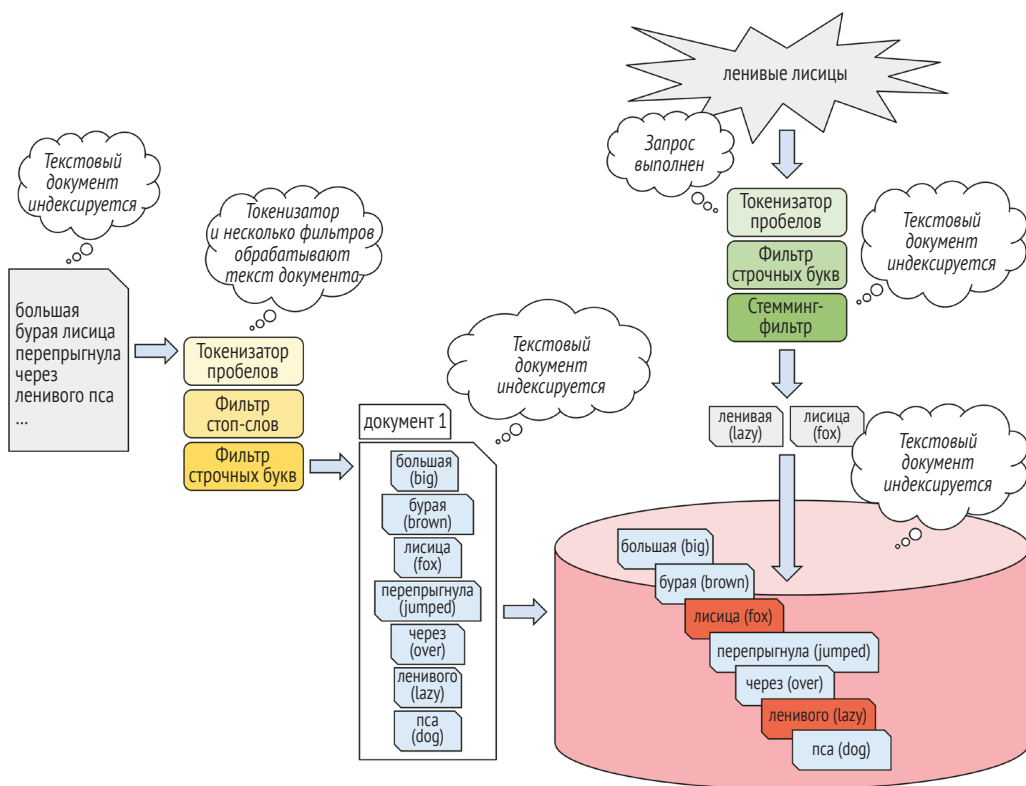 ленивые лисицы
Запрос
выполнен
Текстовый
документ
индексируется
Токенизатор
и несколько фильтров
обрабатывают
текст документа
Токенизатор
пробелов
Фильтр
строчных букв
Стемминг-
фильтр
Текстовый
документ
индексируется
большая
бурая лисица
перепрыгнула
через
ленивого пса
...
Токенизатор
пробелов
Фильтр
стоп-слов
Фильтр
строчных букв
Текстовый
документ
индексируется
документ 1
большая
(big)
бурая
(brown)
лисица
(fox)
перепрыгнула
(jumped)
через
(over)
ленивого
(lazy)
пса
(dog)
ленивая
(lazy)
лисица
(fox)
Текстовый
документ
индексируется
большая (big)
бурая (brown)
лисица (fox)
перепрыгнула (jumped)
через (over)
ленивого (lazy)
пса (dog)